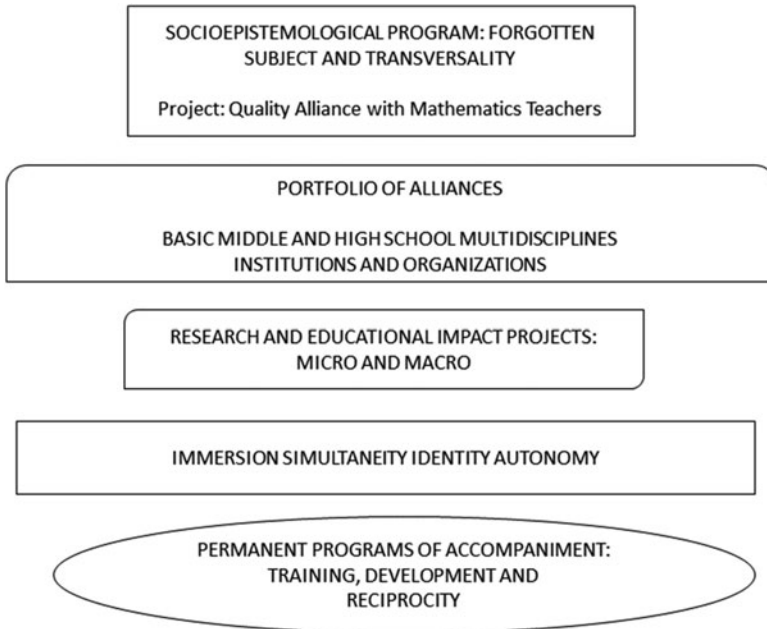 SOCIOEPISTEMOLOGICAL PROGRAM: FORGOTTEN
SUBJECT AND TRANSVERSALITY
Project: Quality Alliance with Mathematics Teachers
PORTFOLIO OF ALLIANCES
BASIC MIDDLE AND HIGH SCHOOL MULTIDISCIPLINES
INSTITUTIONS AND ORGANIZATIONS
RESEARCH AND EDUCATIONAL IMPACT PROJECTS:
MICRO AND MACRO
IMMERSION SIMULTANEITY IDENTITY AUTONOMY
PERMANENT PROGRAMS OF ACCOMPANIMENT:
TRAINING, DEVELOPMENT AND
RECIPROCITY